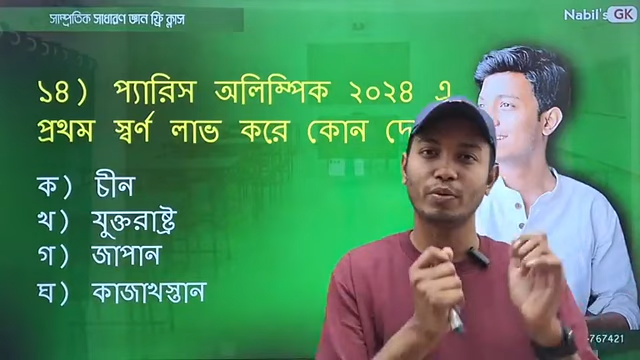 সাম্প্রতিক সাধারণ জ্ঞান ফ্রি ক্লাস
Nabil's GK
১৪) প্যারিস অলিম্পিক ২০২৪ এ
প্রথম স্বর্ণ লাভ করে কোন
ক) চীন
খ) যুক্তরাষ্ট্র
গ) জাপান
ঘ) কাজাখস্তান
767421